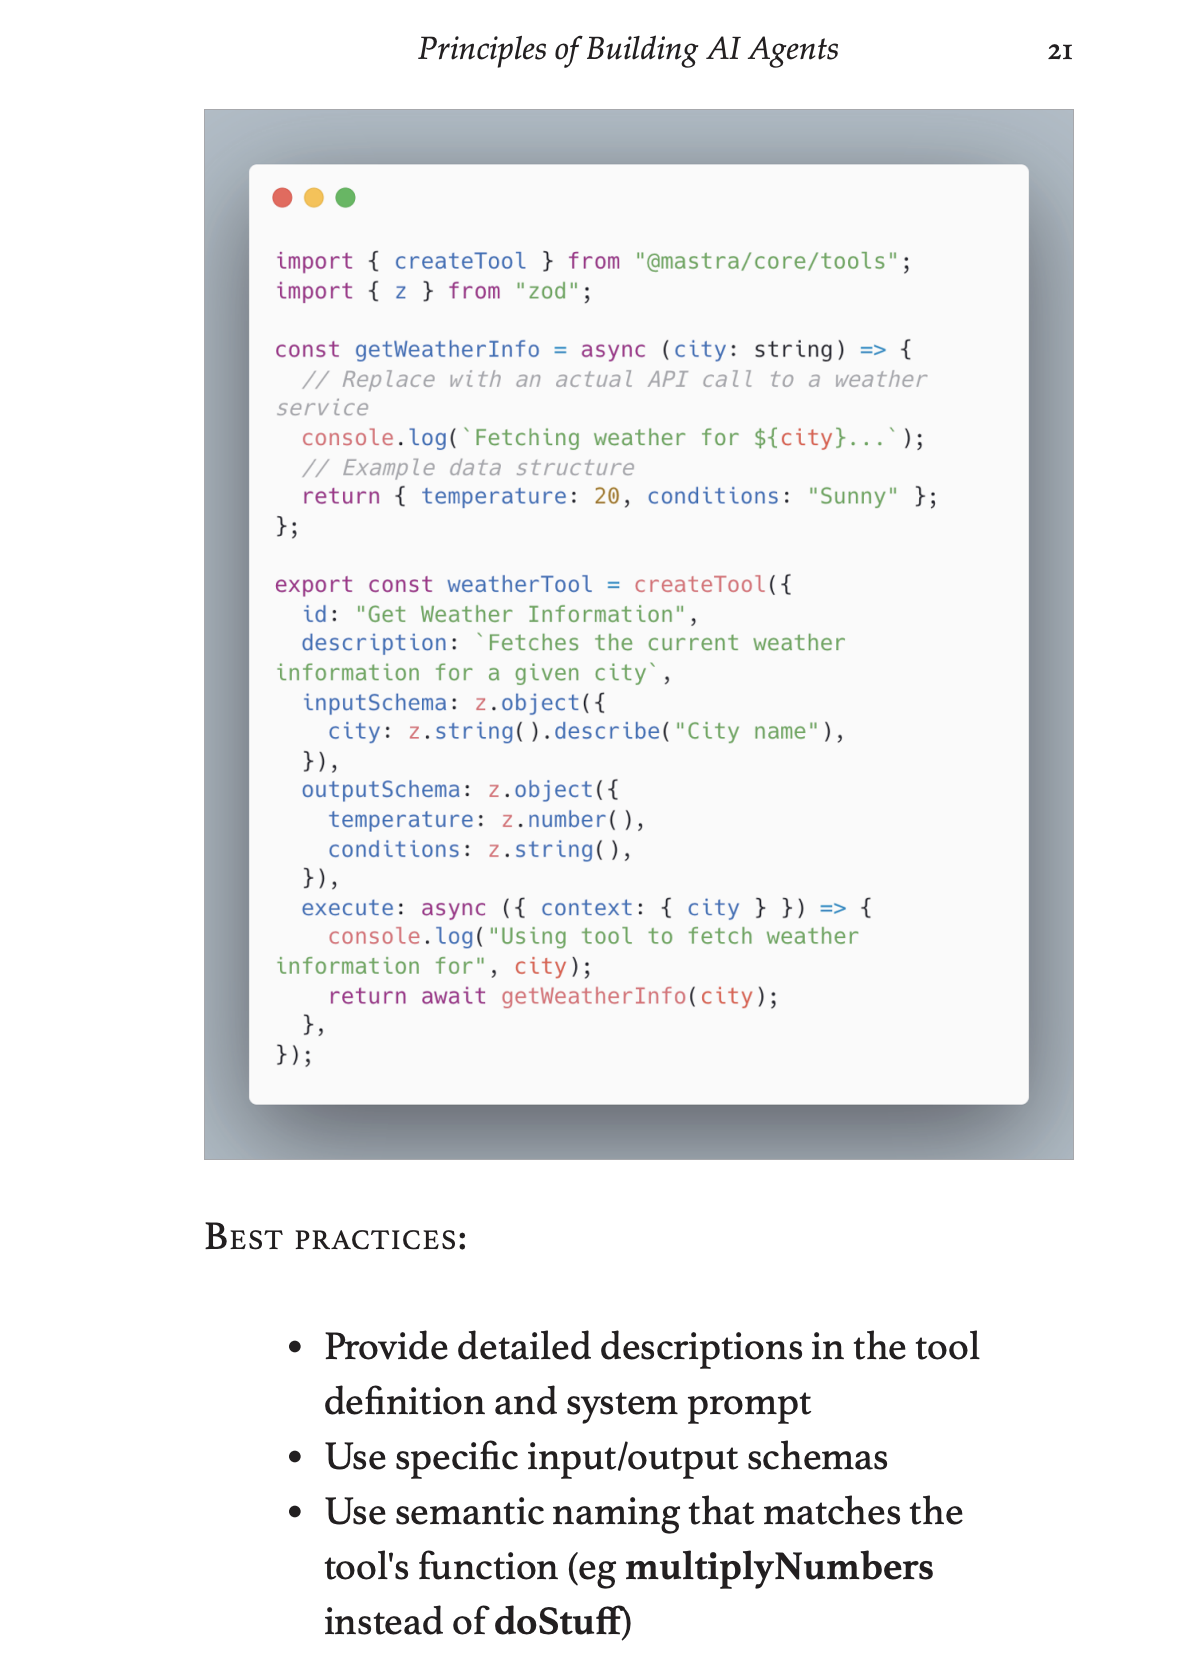 Principles of Building AI Agents 21
import { createTool } from "@mastra/core/tools";
import { z } from "zod";
const getWeatherInfo = async (city: string) => {
  // Replace with an actual API call to a weather
service
  console.log(`Fetching weather for ${city}...`);
  // Example data structure
  return { temperature: 20, conditions: "Sunny" };
};
export const weatherTool = createTool({
  id: "Get Weather Information",
  description: `Fetches the current weather
information for a given city`,
  inputSchema: z.object({
    city: z.string().describe("City name"),
  }),
  outputSchema: z.object({
    temperature: z.number(),
    conditions: z.string(),
  }),
  execute: async ({ context: { city } }) => {
    console.log("Using tool to fetch weather
information for", city);
    return await getWeatherInfo(city);
  },
});
Best practices:
• Provide detailed descriptions in the tool
definition and system prompt
• Use specific input/output schemas
• Use semantic naming that matches the
tool's function (eg multiplyNumbers
instead of doStuff)